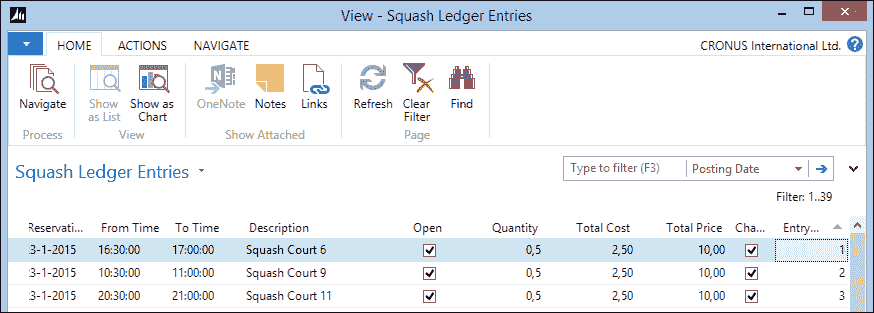 View - Squash Ledger Entries
HOME ACTIONS NAVIGATE CRONUS International Ltd.
Navigate Show as List Show as Chart OneNote Notes Links Refresh Clear Filter Find
Process View Show Attached Page
Squash Ledger Entries Type to filter (F3) Posting Date
Filter: 1..39
Reservati... From Time To Time Description Open Quantity Total Cost Total Price Cha... Entry...
3-1-2015 16:30:00 17:00:00 Squash Court 6 0,5 2,50 10,00 1
3-1-2015 10:30:00 11:00:00 Squash Court 9 0,5 2,50 10,00 2
3-1-2015 20:30:00 21:00:00 Squash Court 11 0,5 2,50 10,00 3